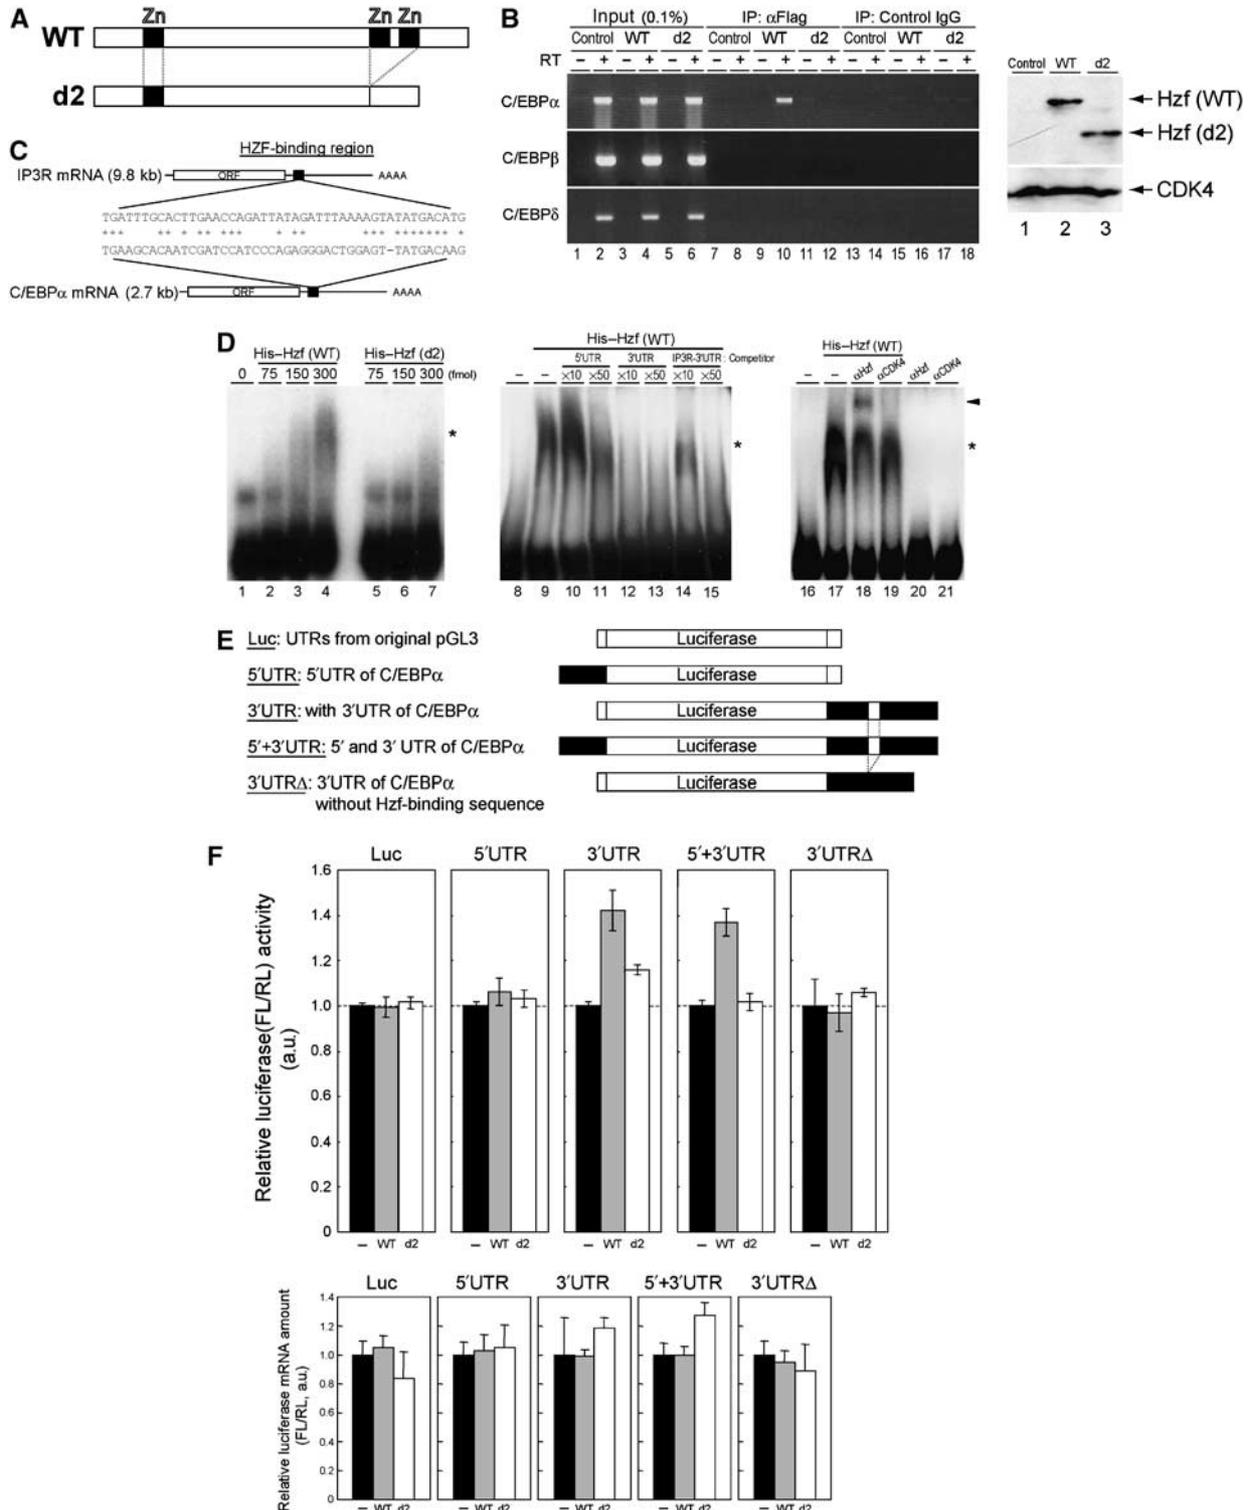 A
Zn Zn Zn
WT
d2
B
Input (0.1%) IP: αFlag IP: Control IgG
Control WT d2 Control WT d2 Control WT d2
RT − + − + − + − + − + − + − + − + − +
C/EBPα
C/EBPβ
C/EBPδ
1 2 3 4 5 6 7 8 9 10 11 12 13 14 15 16 17 18
Control WT d2
Hzf (WT)
Hzf (d2)
CDK4
1 2 3
C
HZF-binding region
IP3R mRNA (9.8 kb) ORF AAAA
TGATTTGCACTTGAACCAGATTATAGATTTAAAAGTATATGACATG
*** ** * ** *** * ** *** ******* *
TGAAGCACAATCGATCCATCCCAGAGGGACTGGAGT-TATGACAAG
C/EBPα mRNA (2.7 kb) ORF AAAA
D
His–Hzf (WT) His–Hzf (d2)
0 75 150 300 75 150 300 (fmol)
*
1 2 3 4 5 6 7
His–Hzf (WT)
5′UTR 3′UTR IP3R-3′UTR : Competitor
− − ×10 ×50 ×10 ×50 ×10 ×50
*
8 9 10 11 12 13 14 15
His–Hzf (WT)
− − αHzf αCDK4 αHzf αCDK4
*
16 17 18 19 20 21
E
Luc: UTRs from original pGL3 Luciferase
5′UTR: 5′UTR of C/EBPα Luciferase
3′UTR: with 3′UTR of C/EBPα Luciferase
5′+3′UTR: 5′ and 3′ UTR of C/EBPα Luciferase
3′UTRΔ: 3′UTR of C/EBPα Luciferase
without Hzf-binding sequence
F
Luc 5′UTR 3′UTR 5′+3′UTR 3′UTRΔ
Relative luciferase(FL/RL) activity
(a.u.)
1.6
1.4
1.2
1.0
0.8
0.6
0.4
0.2
0
− WT d2 − WT d2 − WT d2 − WT d2 − WT d2
Luc 5′UTR 3′UTR 5′+3′UTR 3′UTRΔ
Relative luciferase mRNA amount
(FL/RL, a.u.)
1.4
1.2
1.0
0.8
0.6
0.4
0.2
0
− WT d2 − WT d2 − WT d2 − WT d2 − WT d2